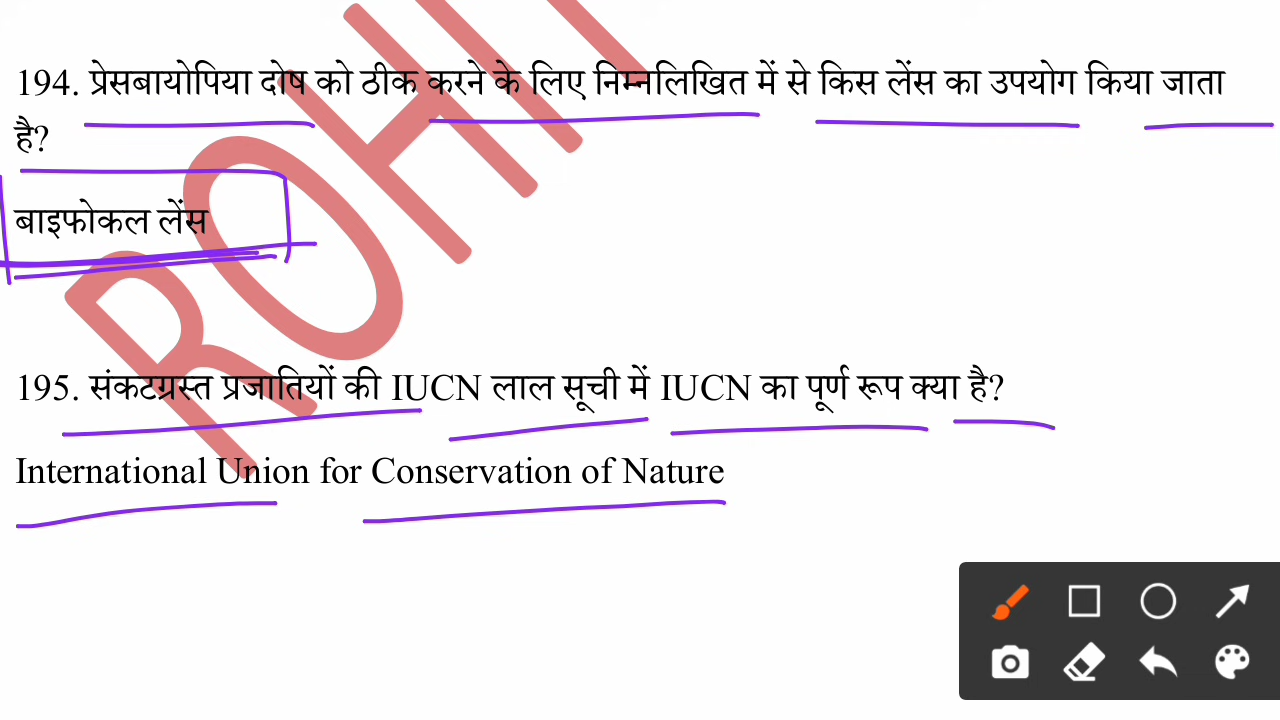 194. प्रेसबायोपिया दोष को ठीक करने के लिए निम्नलिखित में से किस लेंस का उपयोग किया जाता
है?
बाइफोकल लेंस
195. संकटग्रस्त प्रजातियों की IUCN लाल सूची में IUCN का पूर्ण रूप क्या है?
International Union for Conservation of Nature
ROHIT